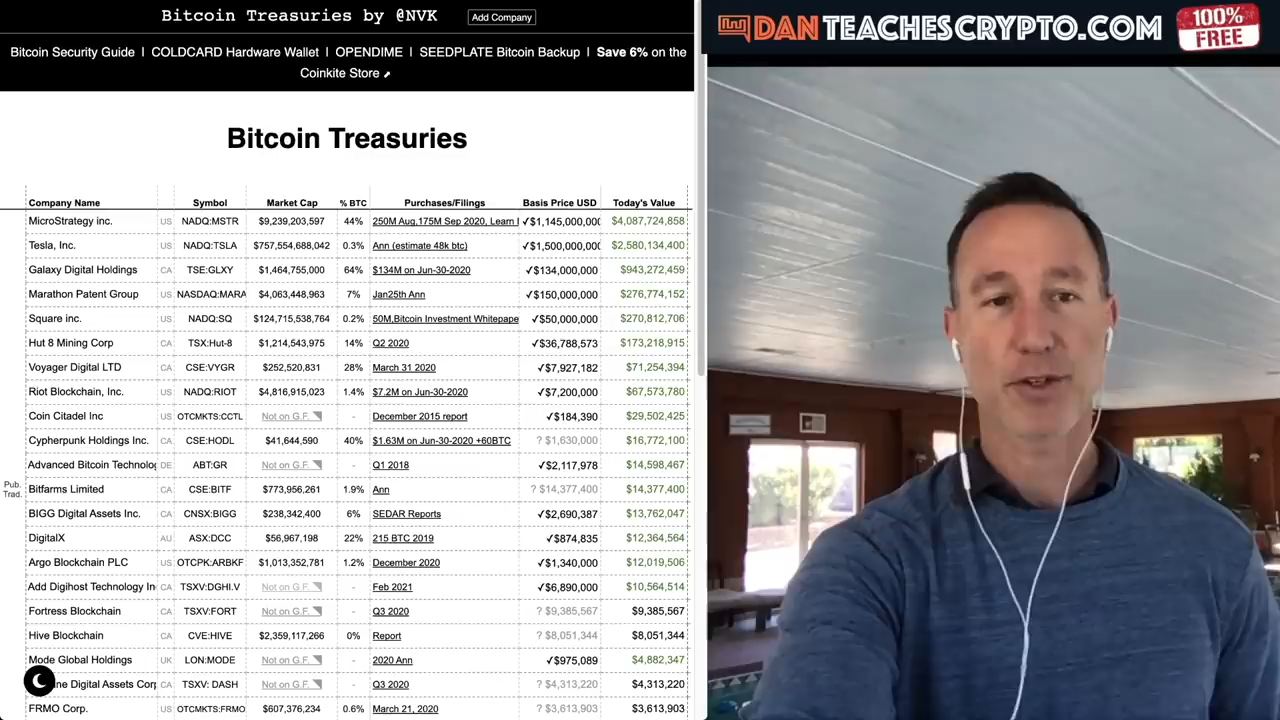 Bitcoin Treasuries by @NVK Add Company
Bitcoin Security Guide I COLDCARD Hardware Wallet I OPENDIME I SEEDPLATE Bitcoin Backup I Save 6% on the
Coinkite Store
DANTEACHESCRYPTO.COM
100%
FREE
Bitcoin Treasuries
Company Name Symbol Market Cap % BTC Purchases/Filings Basis Price USD Today's Value
MicroStrategy inc. US NADQ:MSTR $9,239,203,597 44% 250M Aug,175M Sep 2020, Learn ✓$1,145,000,000 $4,087,724,858
Tesla, Inc. US NADQ:TSLA $757,554,688,042 0.3% Ann (estimate 48k btc) ✓$1,500,000,000 $2,580,134,400
Galaxy Digital Holdings CA TSE:GLXY $1,464,755,000 64% $134M on Jun-30-2020 ✓$134,000,000 $943,272,459
Marathon Patent Group US NASDAQ:MARA $4,063,448,963 7% Jan25th Ann ✓$150,000,000 $276,774,152
Square inc. US NADQ:SQ $124,715,538,764 0.2% 50M,Bitcoin Investment Whitepape ✓$50,000,000 $270,812,706
Hut 8 Mining Corp CA TSX:Hut-8 $1,214,543,975 14% Q2 2020 ✓$36,788,573 $173,218,915
Voyager Digital LTD CA CSE:VYGR $252,520,831 28% March 31 2020 ✓$7,927,182 $71,254,394
Riot Blockchain, Inc. US NADQ:RIOT $4,816,915,023 1.4% $7.2M on Jun-30-2020 ✓$7,200,000 $67,573,780
Coin Citadel Inc US OTCMKTS:CCTL Not on G.F. - December 2015 report ✓$184,390 $29,502,425
Cypherpunk Holdings Inc. CA CSE:HODL $41,644,590 40% $1.63M on Jun-30-2020 +60BTC ? $1,630,000 $16,772,100
Advanced Bitcoin Technolog DE ABT:GR Not on G.F. - Q1 2018 ✓$2,117,978 $14,598,467
Pub.
Trad.
Bitfarms Limited CA CSE:BITF $773,956,261 1.9% Ann ? $14,377,400 $14,377,400
BIGG Digital Assets Inc. CA CNSX:BIGG $238,342,400 6% SEDAR Reports ✓$2,690,387 $13,762,047
DigitalX AU ASX:DCC $56,967,198 22% 215 BTC 2019 ✓$874,835 $12,364,564
Argo Blockchain PLC US OTCPK:ARBKF $1,013,352,781 1.2% December 2020 ✓$1,340,000 $12,019,506
Add Digihost Technology In CA TSXV:DGHI.V Not on G.F. - Feb 2021 ✓$6,890,000 $10,564,514
Fortress Blockchain CA TSXV:FORT Not on G.F. - Q3 2020 ? $9,385,567 $9,385,567
Hive Blockchain CA CVE:HIVE $2,359,117,266 0% Report ? $8,051,344 $8,051,344
Mode Global Holdings UK LON:MODE Not on G.F. - 2020 Ann ✓$975,089 $4,882,347
ne Digital Assets Corp CA TSXV: DASH Not on G.F. - Q3 2020 ? $4,313,220 $4,313,220
FRMO Corp. US OTCMKTS:FRMO $607,376,234 0.6% March 21, 2020 ? $3,613,903 $3,613,903